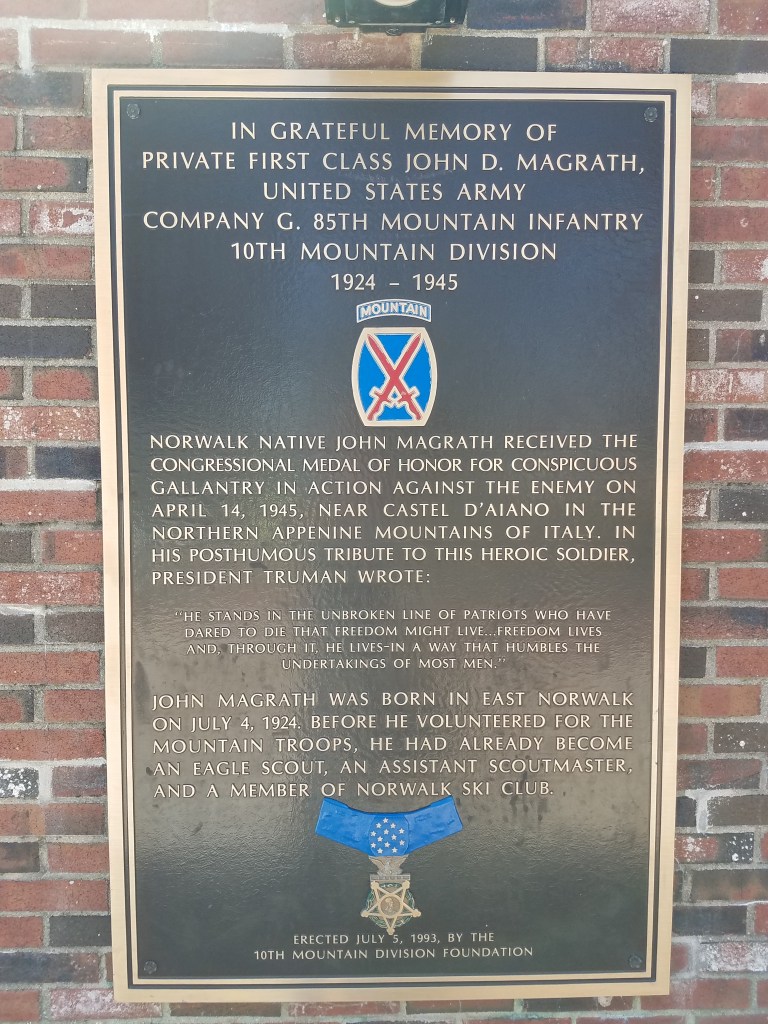 IN GRATEFUL MEMORY OF
PRIVATE FIRST CLASS JOHN D. MAGRATH,
UNITED STATES ARMY
COMPANY G. 85TH MOUNTAIN INFANTRY
10TH MOUNTAIN DIVISION
1924 – 1945
MOUNTAIN
NORWALK NATIVE JOHN MAGRATH RECEIVED THE
CONGRESSIONAL MEDAL OF HONOR FOR CONSPICUOUS
GALLANTRY IN ACTION AGAINST THE ENEMY ON
APRIL 14, 1945, NEAR CASTEL D'AIANO IN THE
NORTHERN APPENINE MOUNTAINS OF ITALY. IN
HIS POSTHUMOUS TRIBUTE TO THIS HEROIC SOLDIER,
PRESIDENT TRUMAN WROTE:
"HE STANDS IN THE UNBROKEN LINE OF PATRIOTS WHO HAVE
DARED TO DIE THAT FREEDOM MIGHT LIVE...FREEDOM LIVES
AND, THROUGH IT, HE LIVES-IN A WAY THAT HUMBLES THE
UNDERTAKINGS OF MOST MEN."
JOHN MAGRATH WAS BORN IN EAST NORWALK
ON JULY 4, 1924. BEFORE HE VOLUNTEERED FOR THE
MOUNTAIN TROOPS, HE HAD ALREADY BECOME
AN EAGLE SCOUT, AN ASSISTANT SCOUTMASTER,
AND A MEMBER OF NORWALK SKI CLUB.
ERECTED JULY 5, 1993, BY THE
10TH MOUNTAIN DIVISION FOUNDATION